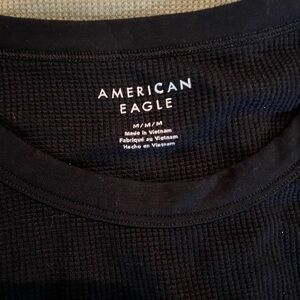 AMERICAN
EAGLE
M/M/M
Made in Vietnam
Fabriqué au Vietnam
Hecho en Vietnam